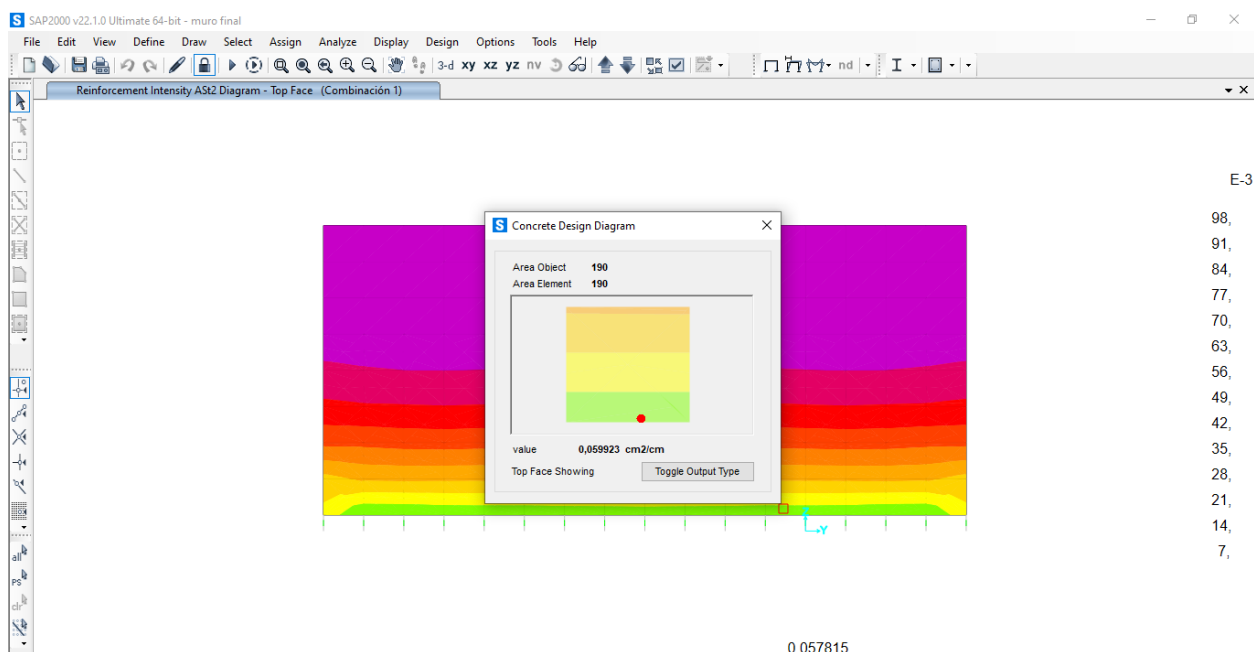 SAP2000 v22.1.0 Ultimate 64-bit - muro final
File Edit View Define Draw Select Assign Analyze Display Design Options Tools Help
3-d xy xz yz nv nd
Reinforcement Intensity ASt2 Diagram - Top Face (Combinación 1)
E-3
98,
91,
84,
77,
70,
63,
56,
49,
42,
35,
28,
21,
14,
7,
Concrete Design Diagram
Area Object 190
Area Element 190
value 0,059923 cm2/cm
Top Face Showing Toggle Output Type
Y
all
PS
clr
0,057815